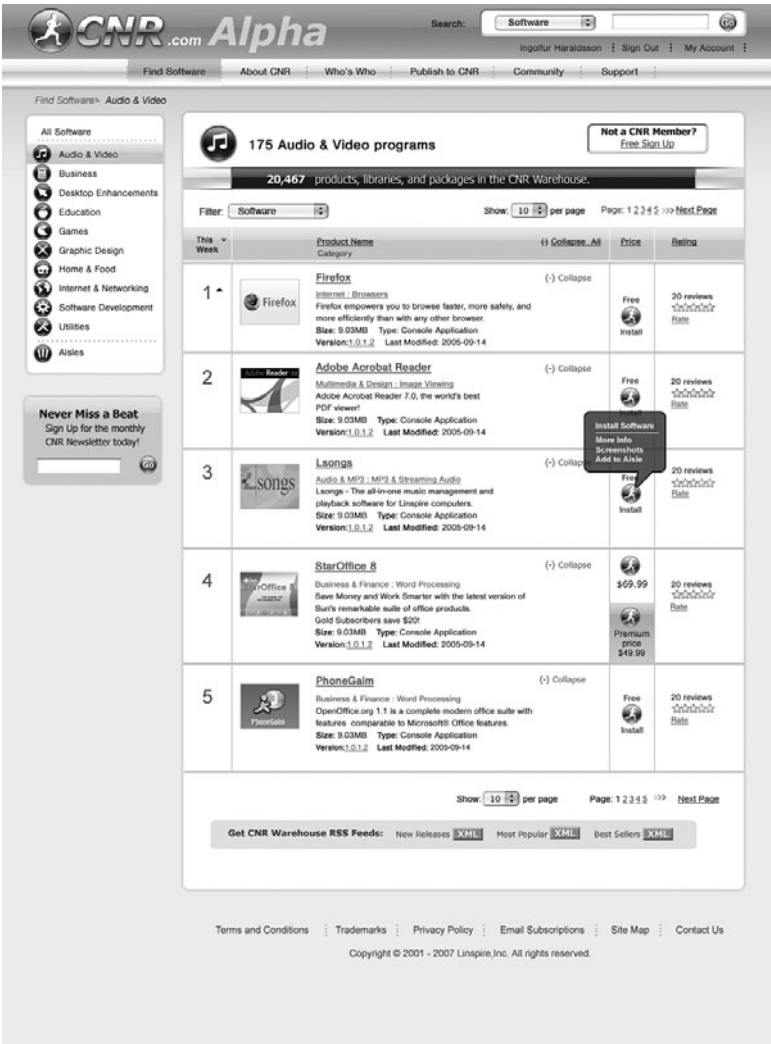 CNR.com Alpha
Search: Software GO
Ingolfur Haraldsson Sign Out My Account
Find Software About CNR Who's Who Publish to CNR Community Support
Find Software> Audio & Video
All Software
Audio & Video
Business
Desktop Enhancements
Education
Games
Graphic Design
Home & Food
Internet & Networking
Software Development
Utilities
Aisles
Never Miss a Beat
Sign Up for the monthly
CNR Newsletter today!
GO
175 Audio & Video programs
Not a CNR Member?
Free Sign Up
20,467 products, libraries, and packages in the CNR Warehouse.
Filter: Software Show: 10 per page Page: 1 2 3 4 5 >>> Next Page
This Week
Product Name
Category
(-) Collapse All Price Rating
1
Firefox
Firefox (-) Collapse
Internet : Browsers
Firefox empowers you to browse faster, more safely, and
more efficiently than with any other browser.
Size: 9.03MB Type: Console Application
Version:1.0.1.2 Last Modified: 2005-09-14
Free
Install
20 reviews
Rate
2
Adobe Reader
Adobe Acrobat Reader (-) Collapse
Multimedia & Design : Image Viewing
Adobe Acrobat Reader 7.0, the world's best
PDF viewer!
Size: 9.03MB Type: Console Application
Version:1.0.1.2 Last Modified: 2005-09-14
Free
Install
20 reviews
Rate
Install Software
More Info
Screenshots
Add to Aisle
3
Lsongs
Lsongs (-) Collapse
Audio & MP3 : MP3 & Streaming Audio
Lsongs - The all-in-one music management and
playback software for Linspire computers.
Size: 9.03MB Type: Console Application
Version:1.0.1.2 Last Modified: 2005-09-14
Free
Install
20 reviews
Rate
4
StarOffice 8
StarOffice 8 (-) Collapse
Business & Finance : Word Processing
Save Money and Work Smarter with the latest version of
Sun's remarkable suite of office products.
Gold Subscribers save $20!
Size: 9.03MB Type: Console Application
Version:1.0.1.2 Last Modified: 2005-09-14
$69.99
Premium
price
$49.99
20 reviews
Rate
5
PhoneGaim
PhoneGaim (-) Collapse
Business & Finance : Word Processing
OpenOffice.org 1.1 is a complete modern office suite with
features comparable to Microsoft® Office features.
Size: 9.03MB Type: Console Application
Version:1.0.1.2 Last Modified: 2005-09-14
Free
Install
20 reviews
Rate
Show: 10 per page Page: 1 2 3 4 5 >>> Next Page
Get CNR Warehouse RSS Feeds: New Releases XML Most Popular XML Best Sellers XML
Terms and Conditions Trademarks Privacy Policy Email Subscriptions Site Map Contact Us
Copyright © 2001 - 2007 Linspire,Inc. All rights reserved.